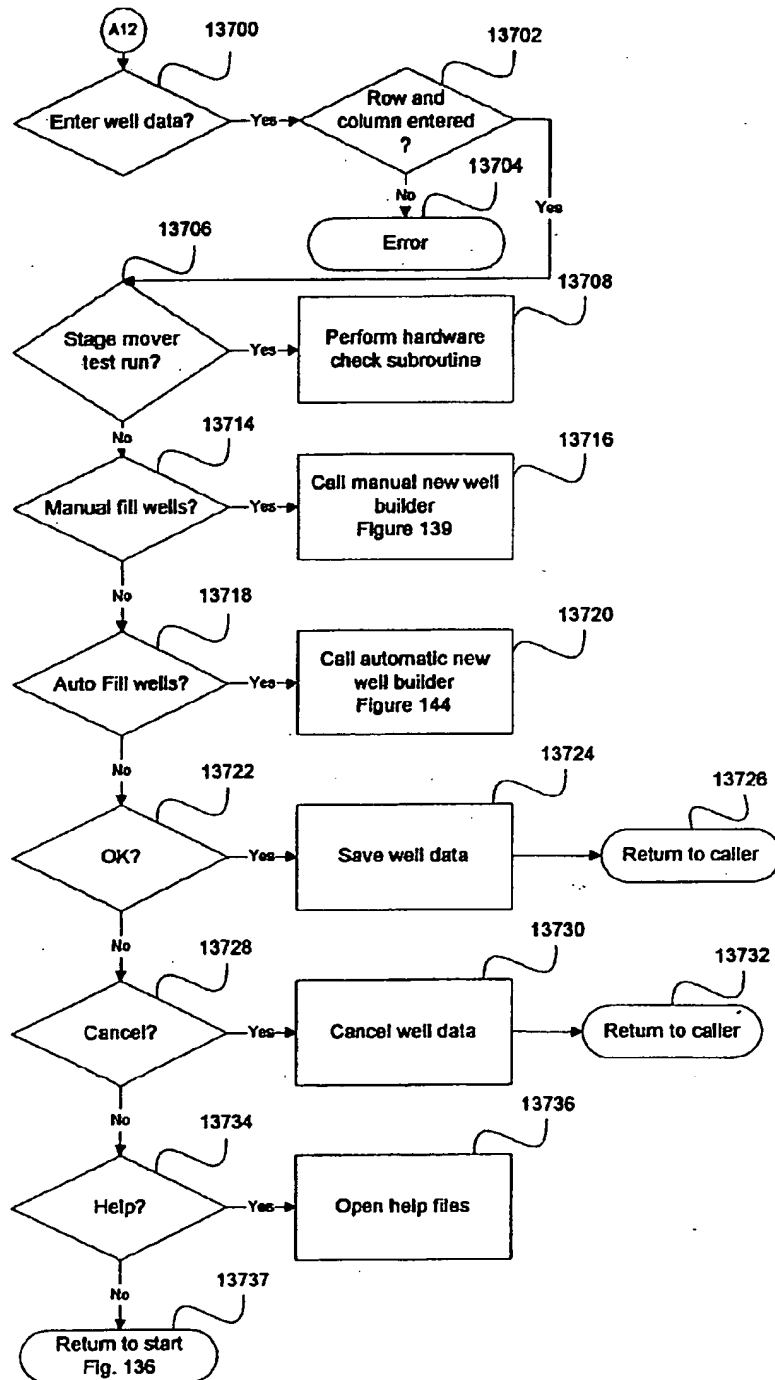 A12
13700
13702
Enter well data?
Yes
Row and
column entered
?
No
13704
Yes
Error
13706
13708
Stage mover
test run?
Yes
Perform hardware
check subroutine
No
13714
13716
Manual fill wells?
Yes
Call manual new well
builder
Figure 139
No
13718
13720
Auto Fill wells?
Yes
Call automatic new
well builder
Figure 144
No
13722
13724
13726
OK?
Yes
Save well data
Return to caller
No
13728
13730
13732
Cancel?
Yes
Cancel well data
Return to caller
No
13734
13736
Help?
Yes
Open help files
No
13737
Return to start
Fig. 136